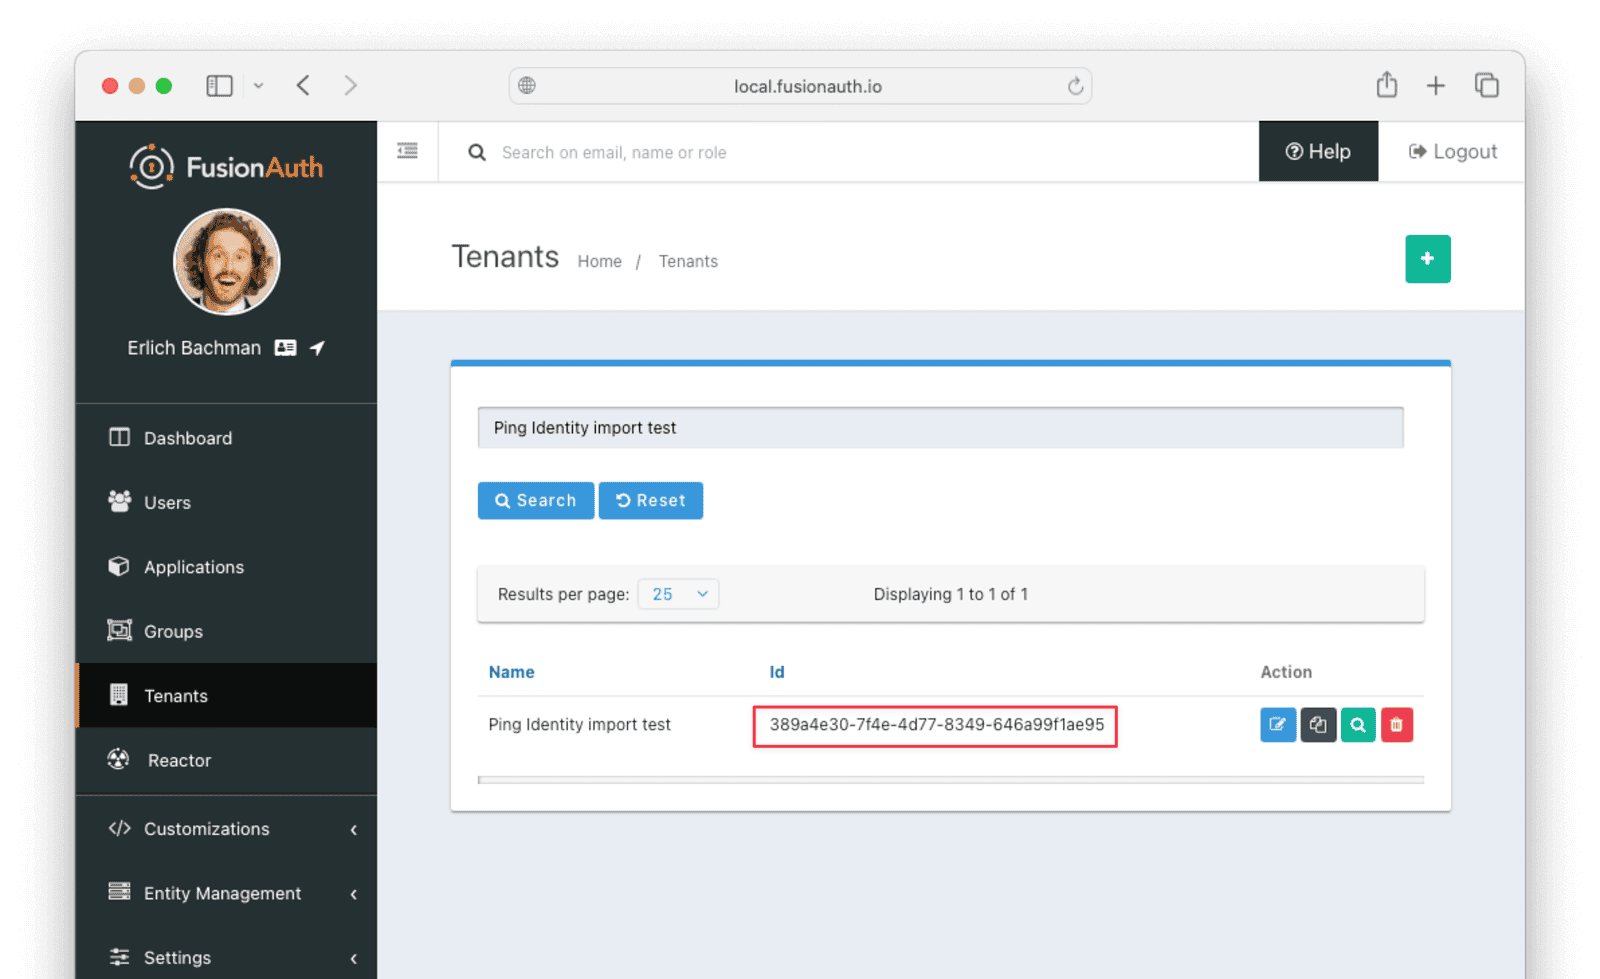 local.fusionauth.io
FusionAuth
Search on email, name or role
Help
Logout
Erlich Bachman
Tenants Home / Tenants
Dashboard
Users
Applications
Groups
Tenants
Reactor
Customizations
Entity Management
Settings
Ping Identity import test
Search Reset
Results per page: 25 Displaying 1 to 1 of 1
Name Id Action
Ping Identity import test 389a4e30-7f4e-4d77-8349-646a99f1ae95